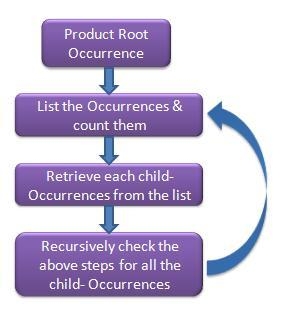 Product Root
Occurrence
List the Occurrences &
count them
Retrieve each child-
Occurrences from the list
Recursively check the
above steps for all the
child- Occurrences